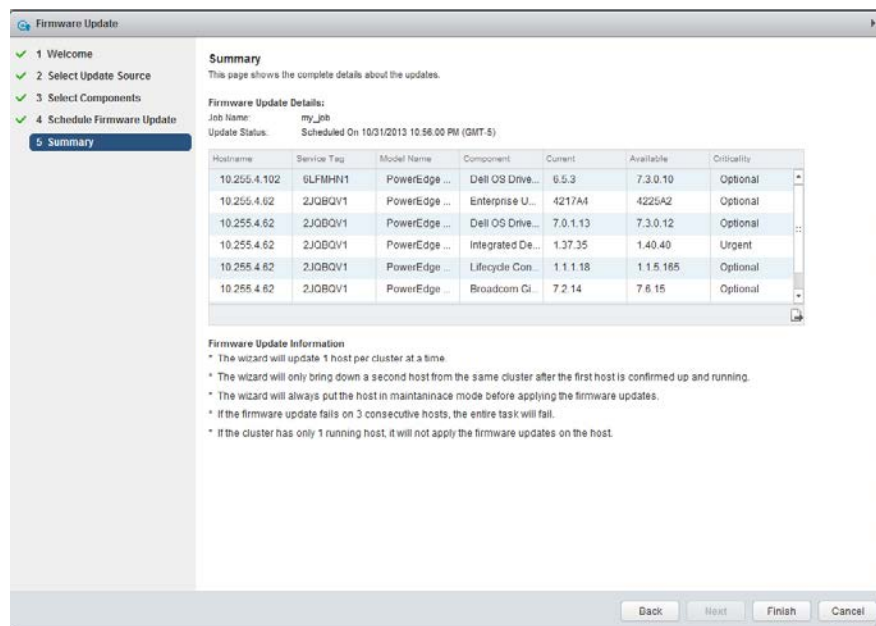 Firmware Update
1 Welcome
2 Select Update Source
3 Select Components
4 Schedule Firmware Update
5 Summary
Summary
This page shows the complete details about the updates.
Firmware Update Details:
Job Name: my_job
Update Status: Scheduled On 10/31/2013 10:56:00 PM (GMT-5)
Hostname Service Tag Model Name Component Current Available Criticality
10.255.4.102 6LFMHN1 PowerEdge ... Dell OS Drive... 6.5.3 7.3.0.10 Optional
10.255.4.62 2JQBQV1 PowerEdge ... Enterprise U... 4217A4 4225A2 Optional
10.255.4.62 2JQBQV1 PowerEdge ... Dell OS Drive... 7.0.1.13 7.3.0.12 Optional
10.255.4.62 2JQBQV1 PowerEdge ... Integrated De... 1.37.35 1.40.40 Urgent
10.255.4.62 2JQBQV1 PowerEdge ... Lifecycle Con... 1.1.1.18 1.1.5.165 Optional
10.255.4.62 2JQBQV1 PowerEdge ... Broadcom Gi... 7.2.14 7.6.15 Optional
Firmware Update Information
* The wizard will update 1 host per cluster at a time.
* The wizard will only bring down a second host from the same cluster after the first host is confirmed up and running.
* The wizard will always put the host in maintaninace mode before applying the firmware updates.
* If the firmware update fails on 3 consecutive hosts, the entire task will fail.
* If the cluster has only 1 running host, it will not apply the firmware updates on the host.
Back Next Finish Cancel